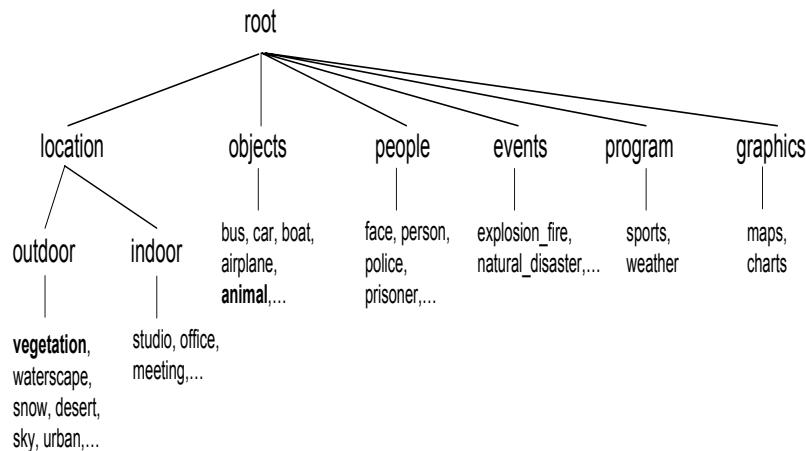 root
location
objects
people
events
program
graphics
outdoor
indoor
bus, car, boat,
airplane,
animal,...
face, person,
police,
prisoner,...
explosion_fire,
natural_disaster,...
sports,
weather
maps,
charts
vegetation,
waterscape,
snow, desert,
sky, urban,...
studio, office,
meeting,...